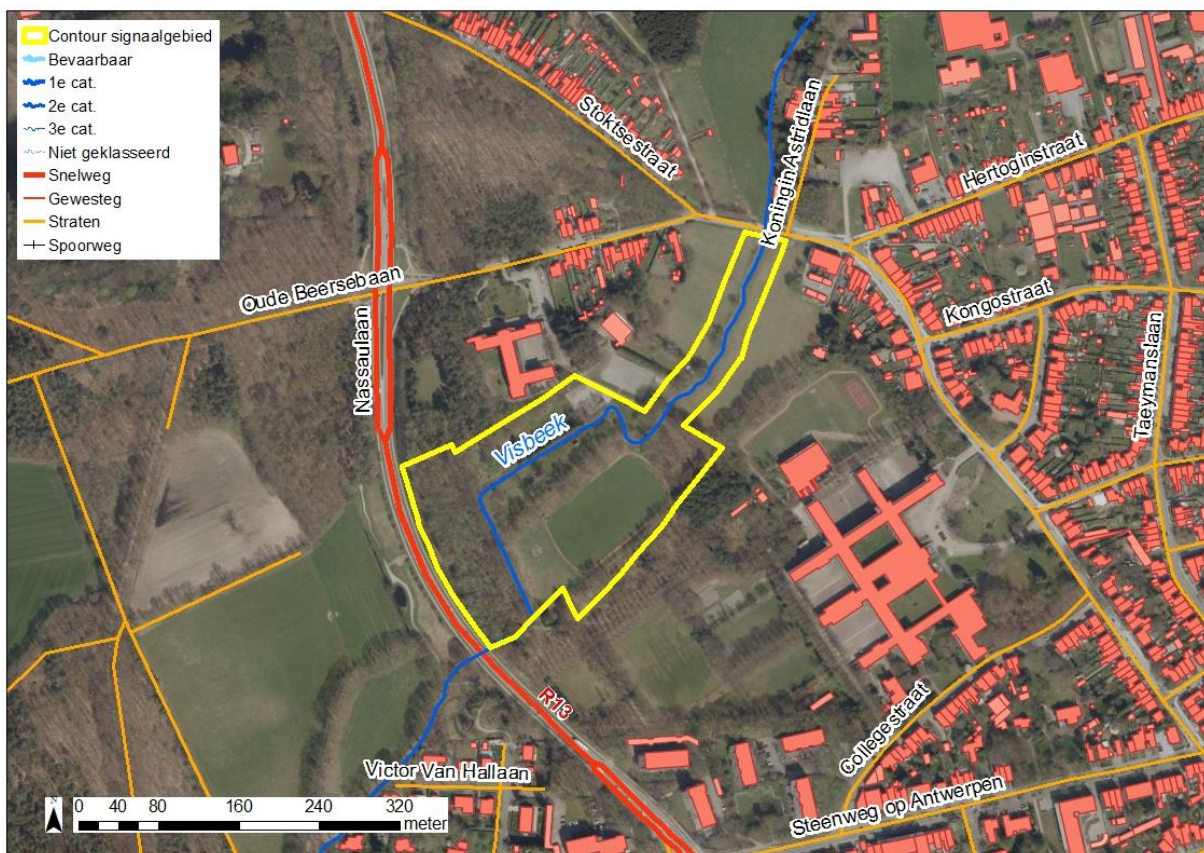 Contour signaalgebied
Bevaarbaar
1e cat.
2e cat.
3e cat.
Niet geklasseerd
Snelweg
Gewesteg
Straten
Spoorweg
Stoktsestraat
Koningin Astridlaan
Hertoginstraat
Oude Beersebaan
Nassaulaan
Kongostraat
Taeymanslaan
Visbeek
R13
Victor Van Hallaan
Collegestraat
Steenweg op Antwerpen
N
0 40 80 160 240 320
meter